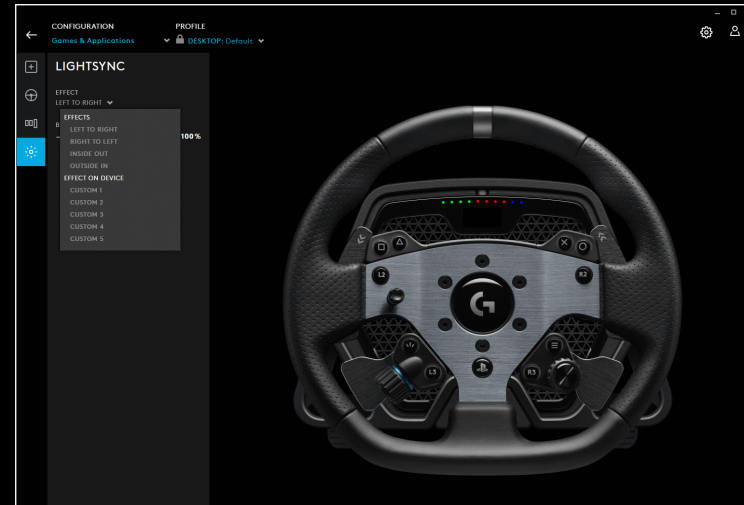 CONFIGURATION
PROFILE
Games & Applications
DESKTOP: Default
LIGHTSYNC
EFFECT
LEFT TO RIGHT
EFFECTS
LEFT TO RIGHT
RIGHT TO LEFT
INSIDE OUT
OUTSIDE IN
EFFECT ON DEVICE
CUSTOM 1
CUSTOM 2
CUSTOM 3
CUSTOM 4
CUSTOM 5
B
100%
L2
R2
G
L3
R3